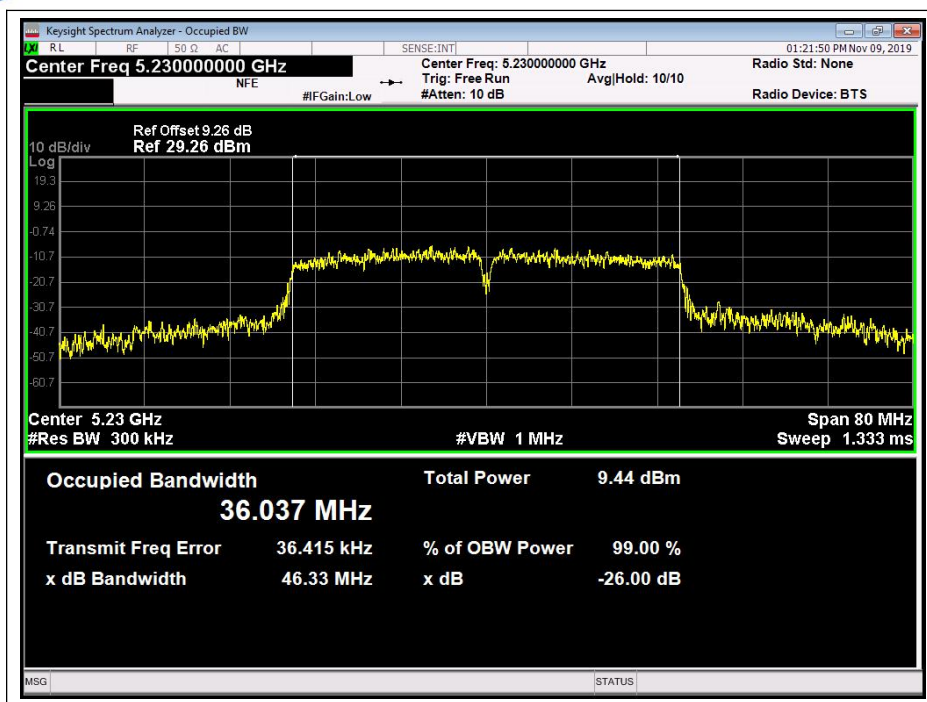 Keysight Spectrum Analyzer - Occupied BW
LXI RL RF 50 Ω AC SENSE:INT 01:21:50 PM Nov 09, 2019
Center Freq 5.230000000 GHz Center Freq: 5.230000000 GHz Radio Std: None
NFE Trig: Free Run Avg|Hold: 10/10
#IFGain:Low #Atten: 10 dB Radio Device: BTS
Ref Offset 9.26 dB
10 dB/div Ref 29.26 dBm
Log
19.3
9.26
-0.74
-10.7
-20.7
-30.7
-40.7
-50.7
-60.7
Center 5.23 GHz Span 80 MHz
#Res BW 300 kHz #VBW 1 MHz Sweep 1.333 ms
Occupied Bandwidth Total Power 9.44 dBm
36.037 MHz
Transmit Freq Error 36.415 kHz % of OBW Power 99.00 %
x dB Bandwidth 46.33 MHz x dB -26.00 dB
MSG STATUS